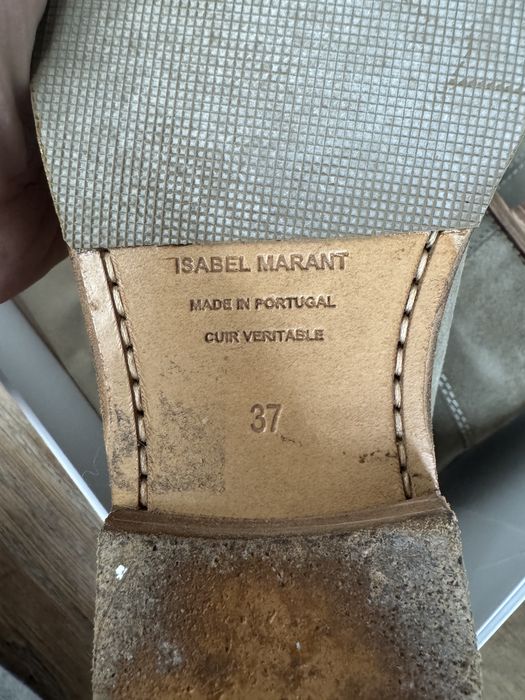 ISABEL MARANT
MADE IN PORTUGAL
CUIR VERITABLE
37